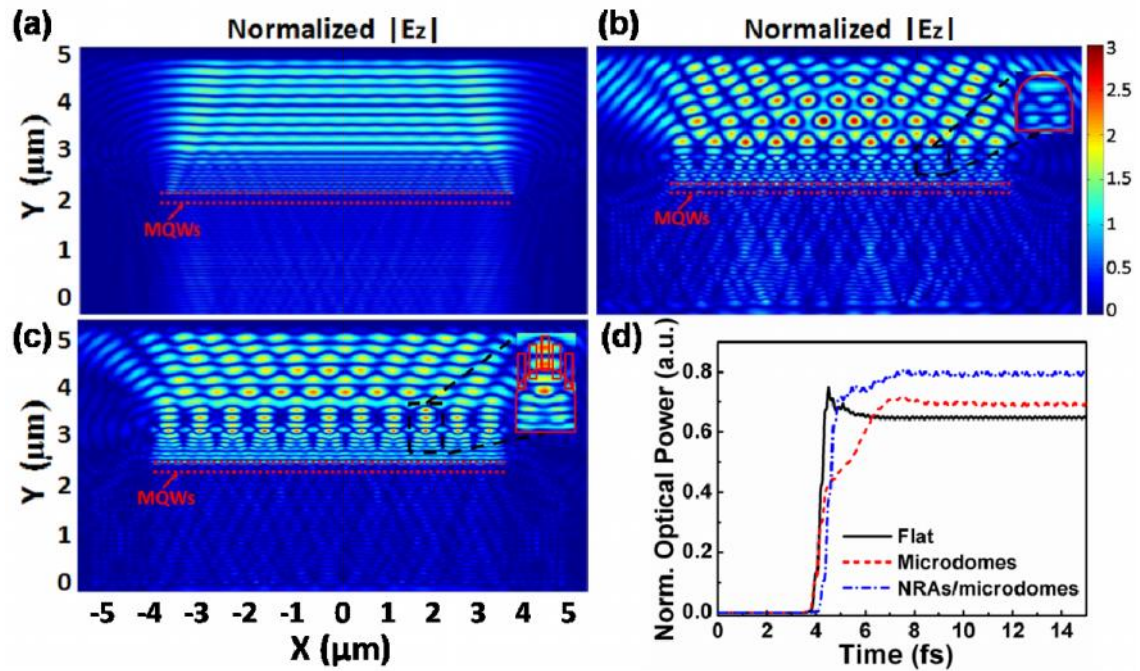 (a) Normalized |Ez|
5
4
3
2
1
0
Y (μm)
MQWs
(b) Normalized |Ez|
MQWs
3
2.5
2
1.5
1
0.5
0
(c)
5
4
3
2
1
0
Y (μm)
MQWs
-5 -4 -3 -2 -1 0 1 2 3 4 5
X (μm)
(d)
Norm. Optical Power (a.u.)
0.8
0.6
0.4
0.2
0.0
Flat
Microdomes
NRAs/microdomes
0 2 4 6 8 10 12 14
Time (fs)